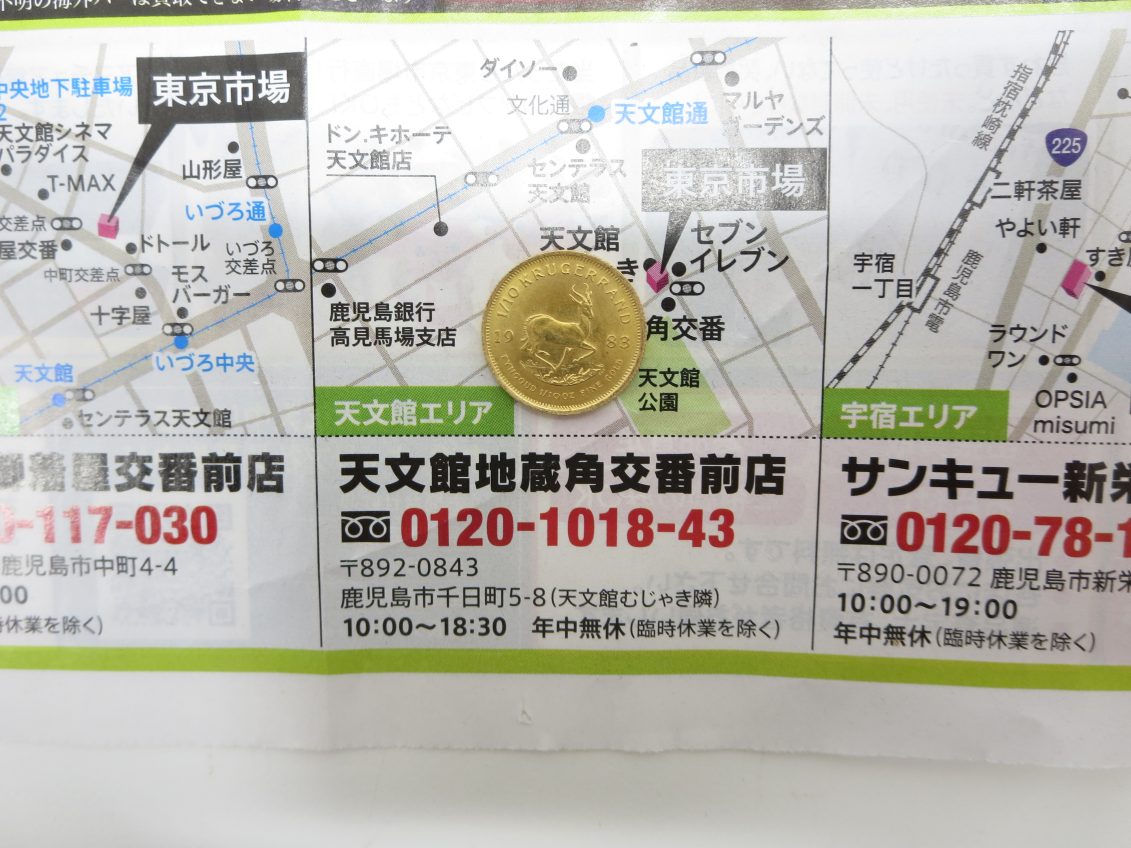 東京市場
中央地下駐車場
天文館シネマ
パラダイス
T-MAX
山形屋
いづろ通
交差点
屋交番
ドトール
いづろ
交差点
中町交差点
モス
バーガー
十字屋
いづろ中央
天文館
センテラス天文館
117-030
鹿児島市中町4-4
ダイソー
文化通
天文館通
マルヤ
ガーデンズ
ドン.キホーテ
天文館店
センテラス
天文館
東京市場
天文館
き
セブン
イレブン
鹿児島銀行
高見馬場支店
角交番
天文館
公園
1/10 KRUGERRAND
1983
FYNGOUD 1/10 OZ FINE GOLD
天文館エリア
天文館地蔵角交番前店
0120-1018-43
〒892-0843
鹿児島市千日町5-8(天文館むじゃき隣)
10:00〜18:30 年中無休(臨時休業を除く)
指宿枕崎線
225
二軒茶屋
やよい軒
すき
宇宿
一丁目
鹿児島市電
ラウンド
ワン
OPSIA
misumi
宇宿エリア
サンキュー新栄
0120-78-1
〒890-0072 鹿児島市新栄
10:00〜19:00
年中無休(臨時休業を除く)